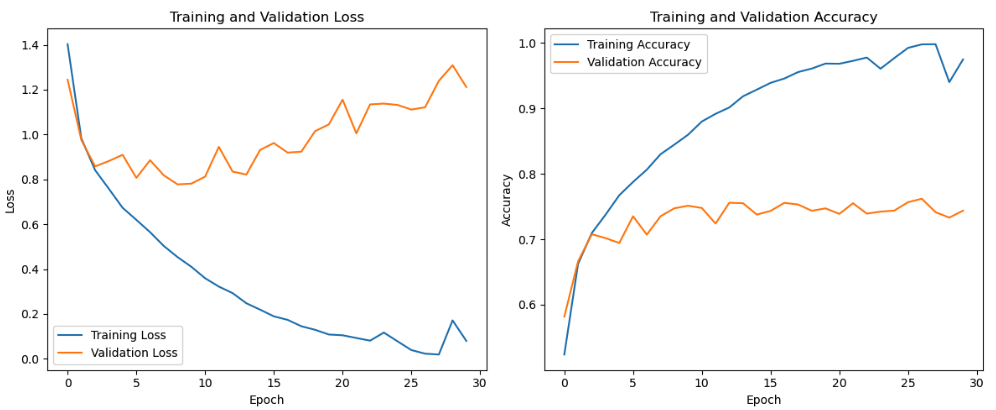 Training and Validation Loss
1.4
1.2
1.0
0.8
0.6
0.4
0.2
0.0
Loss
Training Loss
Validation Loss
0 5 10 15 20 25 30
Epoch
Training and Validation Accuracy
Training Accuracy
Validation Accuracy
1.0
0.9
0.8
0.7
0.6
Accuracy
0 5 10 15 20 25 30
Epoch